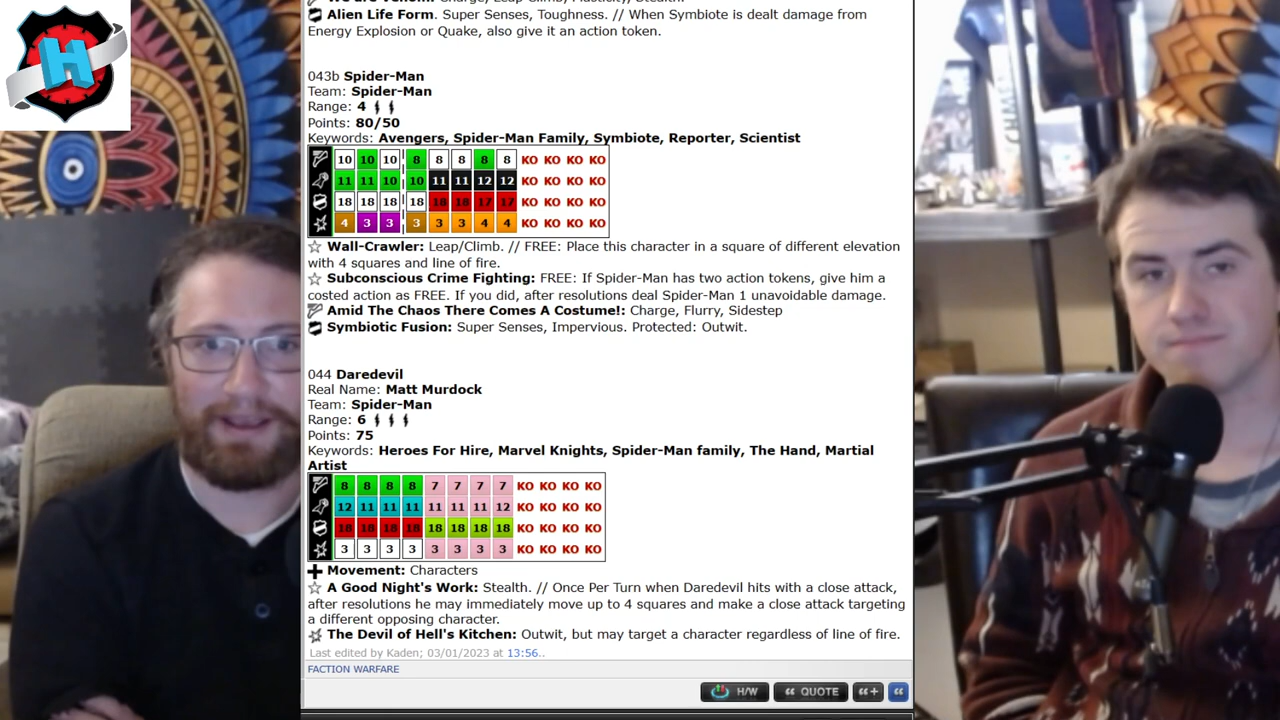 H
Alien Life Form. Super Senses, Toughness. // When Symbiote is dealt damage from
Energy Explosion or Quake, also give it an action token.
043b Spider-Man
Team: Spider-Man
Range: 4
Points: 80/50
Keywords: Avengers, Spider-Man Family, Symbiote, Reporter, Scientist
10 10 10 8 8 8 8 8 KO KO KO KO
11 11 10 10 11 11 12 12 KO KO KO KO
18 18 18 18 18 18 17 17 KO KO KO KO
4 3 3 3 3 3 4 4 KO KO KO KO
Wall-Crawler: Leap/Climb. // FREE: Place this character in a square of different elevation
with 4 squares and line of fire.
Subconscious Crime Fighting: FREE: If Spider-Man has two action tokens, give him a
costed action as FREE. If you did, after resolutions deal Spider-Man 1 unavoidable damage.
Amid The Chaos There Comes A Costume!: Charge, Flurry, Sidestep
Symbiotic Fusion: Super Senses, Impervious. Protected: Outwit.
044 Daredevil
Real Name: Matt Murdock
Team: Spider-Man
Range: 6
Points: 75
Keywords: Heroes For Hire, Marvel Knights, Spider-Man family, The Hand, Martial
Artist
8 8 8 8 7 7 7 7 KO KO KO KO
12 11 11 11 11 11 11 12 KO KO KO KO
18 18 18 18 18 18 18 18 KO KO KO KO
3 3 3 3 3 3 3 3 KO KO KO KO
Movement: Characters
A Good Night's Work: Stealth. // Once Per Turn when Daredevil hits with a close attack,
after resolutions he may immediately move up to 4 squares and make a close attack targeting
a different opposing character.
The Devil of Hell's Kitchen: Outwit, but may target a character regardless of line of fire.
Last edited by Kaden; 03/01/2023 at 13:56..
FACTION WARFARE
H/W QUOTE